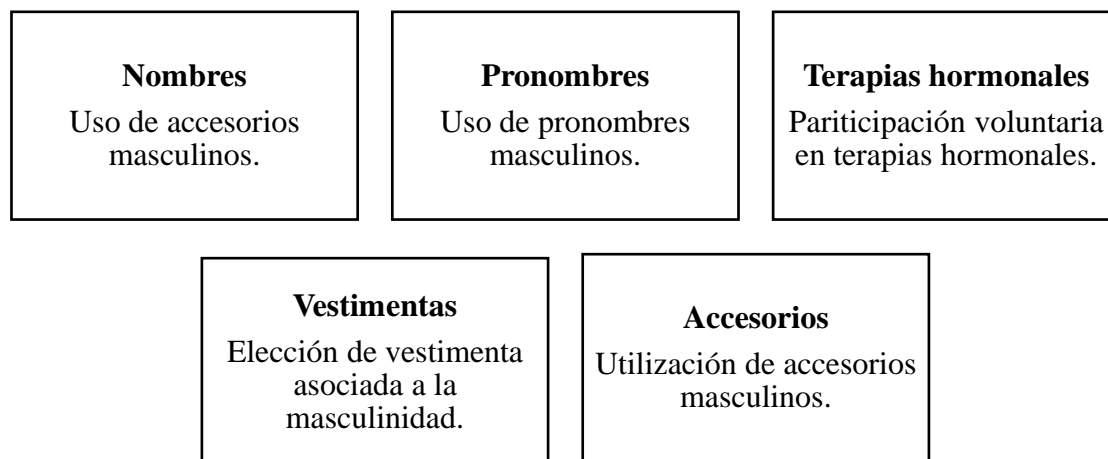 Nombres
Uso de accesorios
masculinos.
Pronombres
Uso de pronombres
masculinos.
Terapias hormonales
Pariticipación voluntaria
en terapias hormonales.
Vestimentas
Elección de vestimenta
asociada a la
masculinidad.
Accesorios
Utilización de accesorios
masculinos.